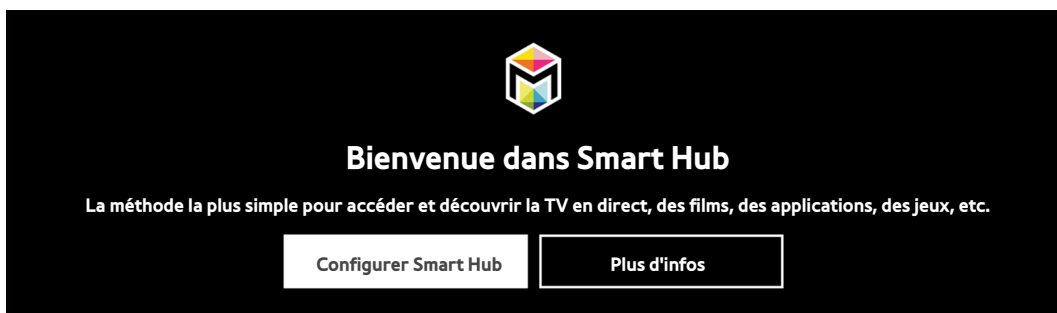 Bienvenue dans Smart Hub
La méthode la plus simple pour accéder et découvrir la TV en direct, des films, des applications, des jeux, etc.
Configurer Smart Hub
Plus d'infos